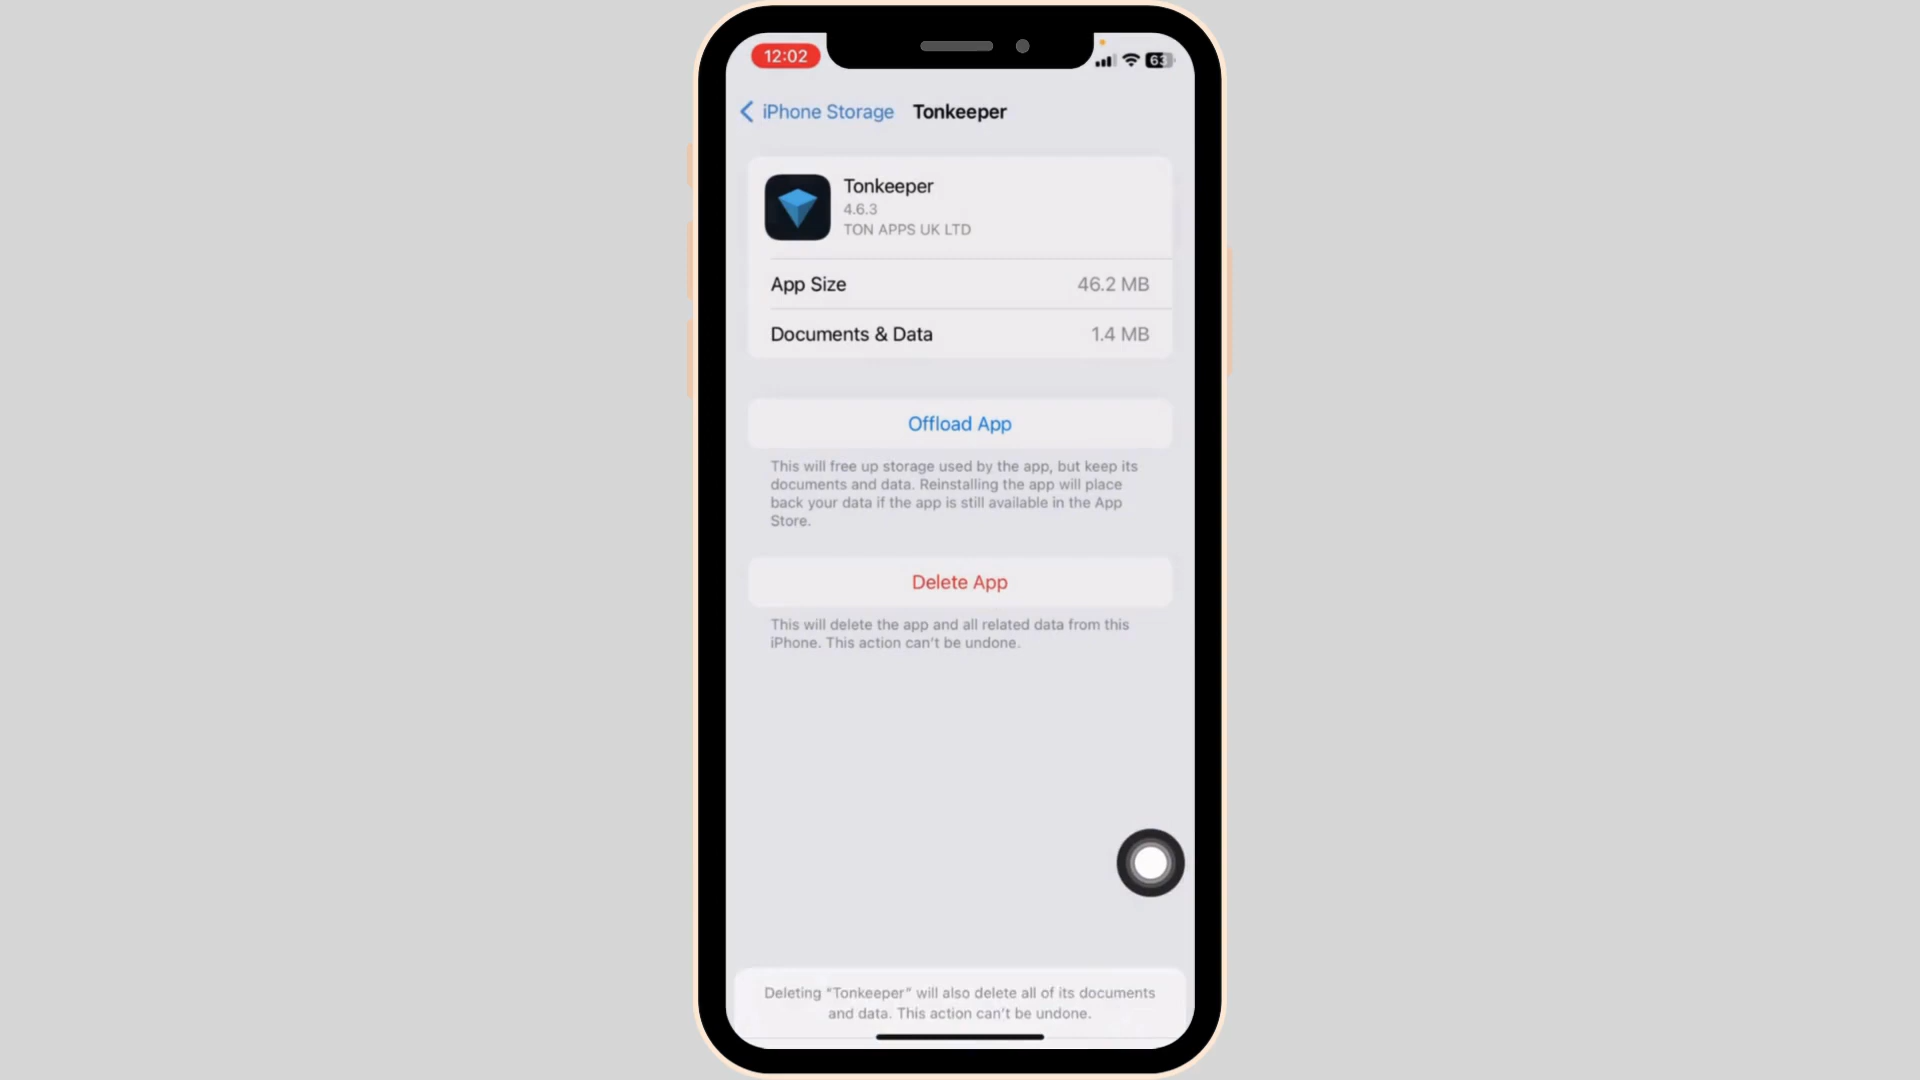 12:02
63
iPhone Storage
Tonkeeper
Tonkeeper
4.6.3
TON APPS UK LTD
App Size
46.2 MB
Documents & Data
1.4 MB
Offload App
This will free up storage used by the app, but keep its
documents and data. Reinstalling the app will place
back your data if the app is still available in the App
Store.
Delete App
This will delete the app and all related data from this
iPhone. This action can't be undone.
Deleting “Tonkeeper” will also delete all of its documents
and data. This action can't be undone.